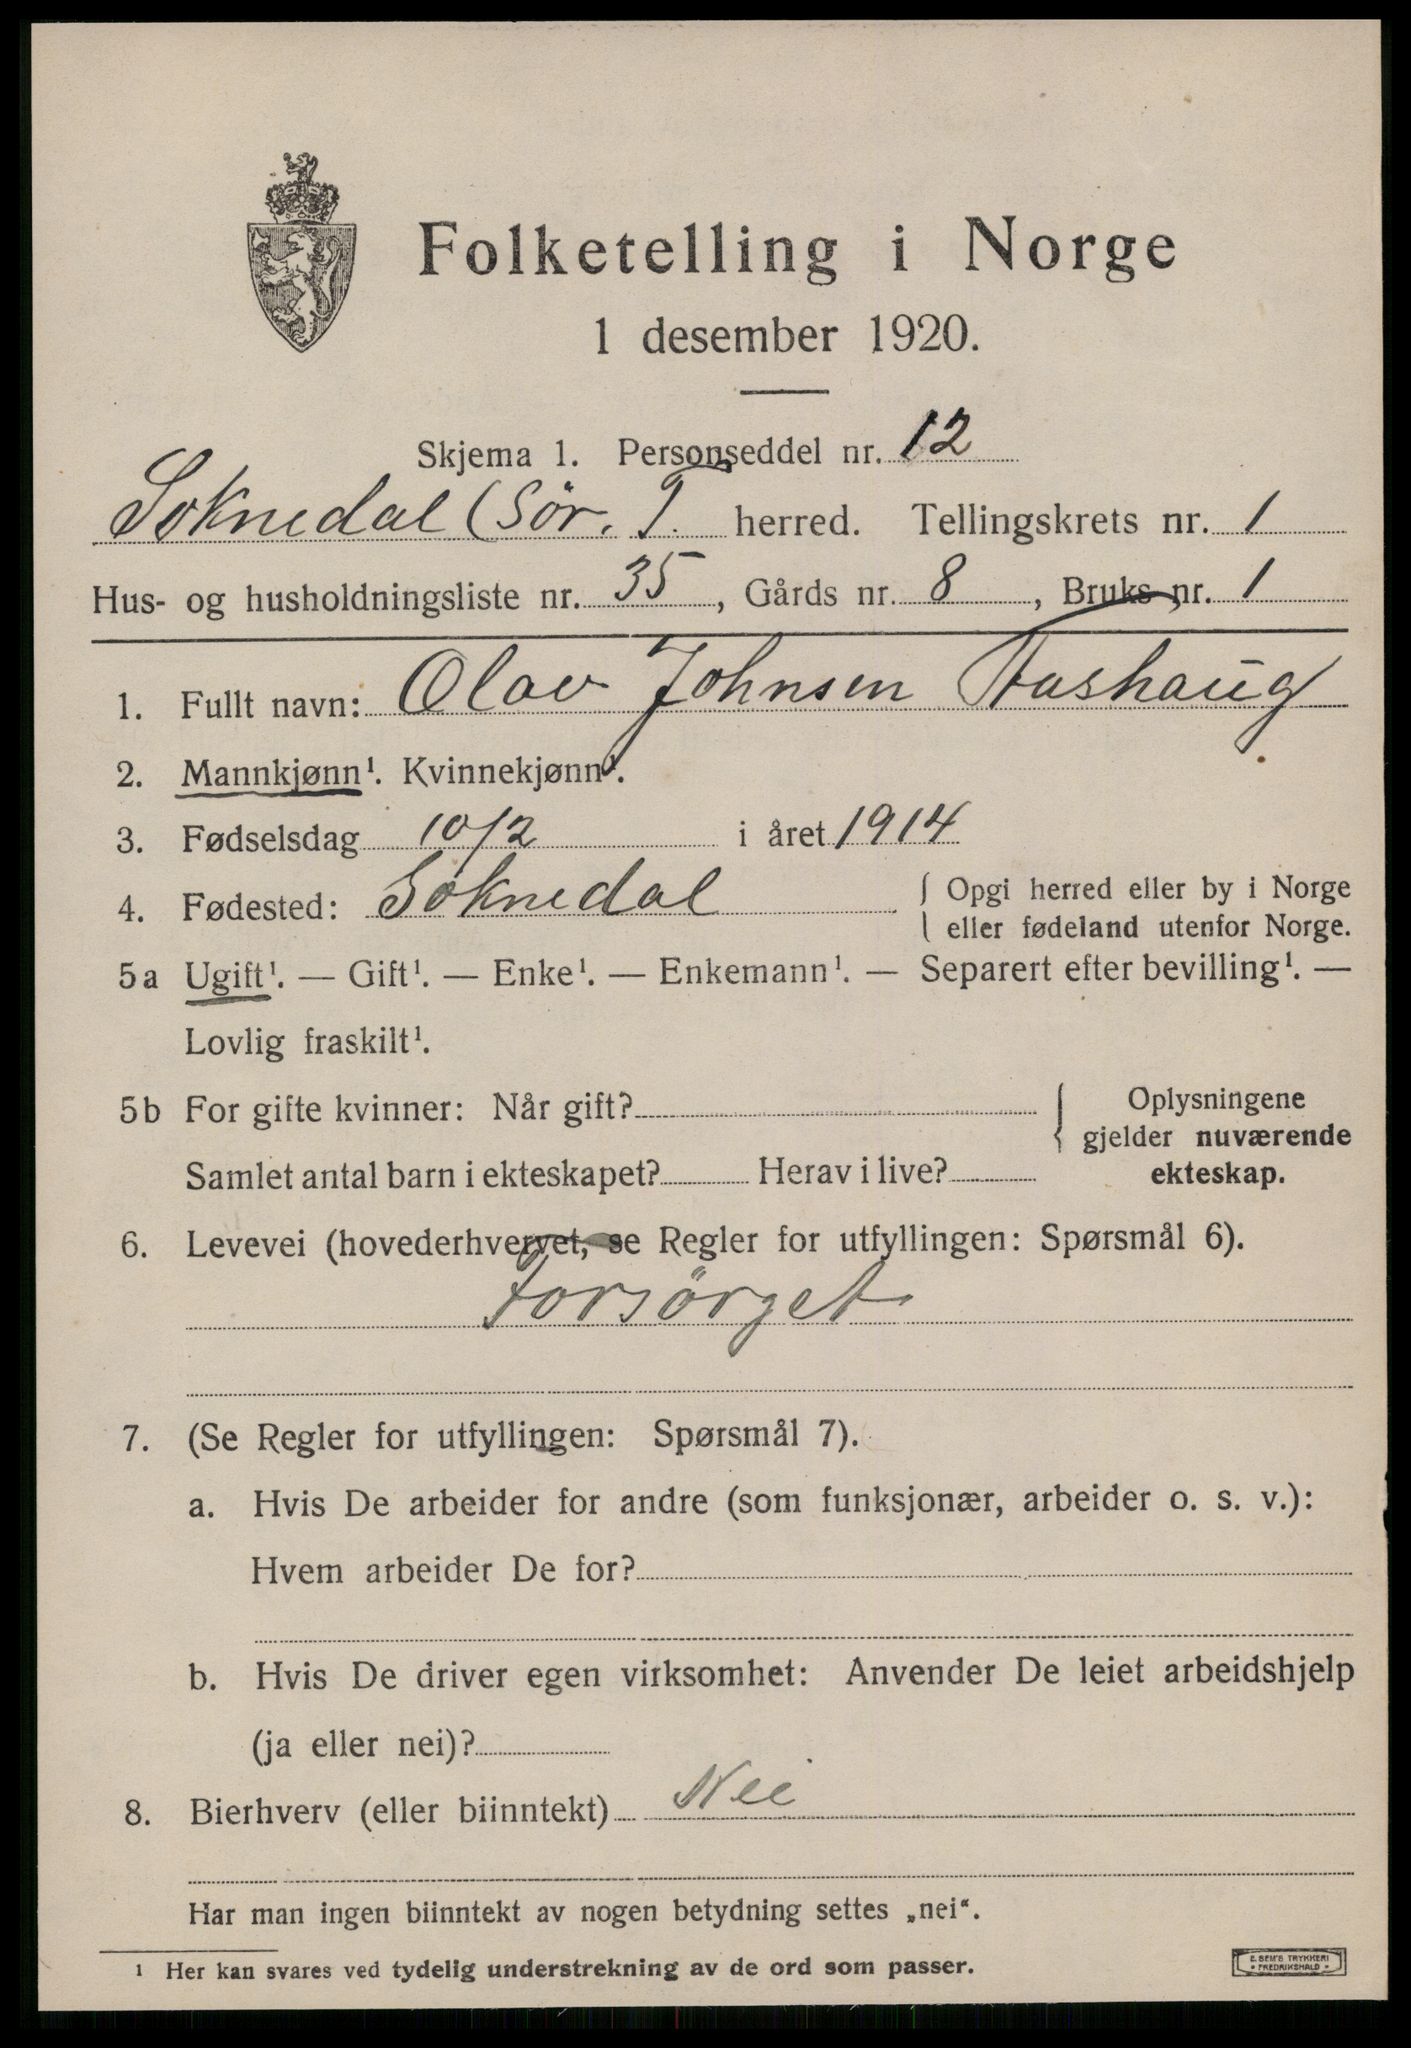 Folketelling i Norge
1 desember 1920.
Skjema 1. Personseddel nr. 12
Soknedal (Sør. T. herred. Tellingskrets nr. 1
Hus- og husholdningsliste nr. 35, Gårds nr. 8, Bruks nr. 1
1. Fullt navn: Olav Johnsen
2. Mannkjønn¹. Kvinnekjønn¹.
3. Fødselsdag 10/2 i året 1914
4. Fødested: Soknedal { Opgi herred eller by i Norge
eller fødeland utenfor Norge.
5a Ugift¹. — Gift¹. — Enke¹. — Enkemann¹. — Separert efter bevilling¹. —
Lovlig fraskilt¹.
5b For gifte kvinner: Når gift? { Oplysningene
gjelder nuværende
Samlet antal barn i ekteskapet? Herav i live? ekteskap.
6. Levevei (hovederhvervet, se Regler for utfyllingen: Spørsmål 6).
Forsörget
7. (Se Regler for utfyllingen: Spørsmål 7).
a. Hvis De arbeider for andre (som funksjonær, arbeider o. s. v.):
Hvem arbeider De for?
b. Hvis De driver egen virksomhet: Anvender De leiet arbeidshjelp
(ja eller nei)?
8. Bierhverv (eller biinntekt) Nei
Har man ingen biinntekt av nogen betydning settes „nei“.
¹ Her kan svares ved tydelig understrekning av de ord som passer.
E. SEM'S TRYKKERI
• FREDRIKSHALD •